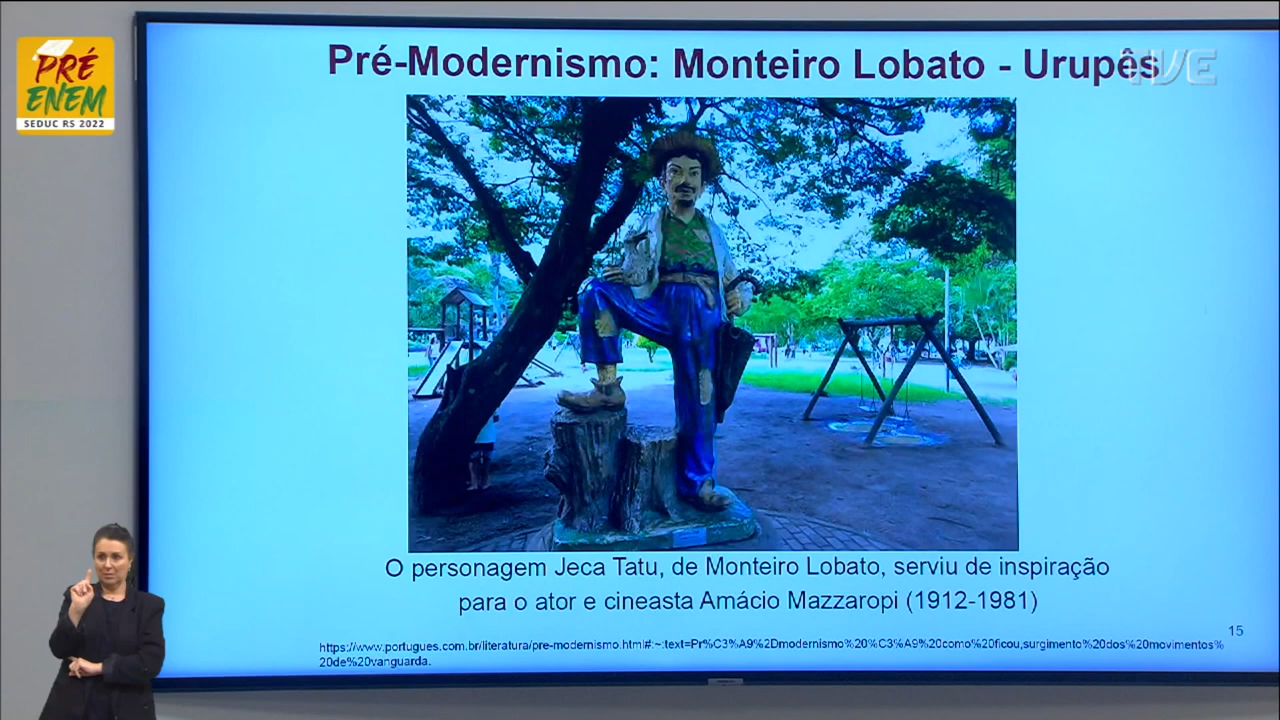 PRÉ
ENEM
SEDUC RS 2022
Pré-Modernismo: Monteiro Lobato - Urupês
TVE
O personagem Jeca Tatu, de Monteiro Lobato, serviu de inspiração
para o ator e cineasta Amácio Mazzaropi (1912-1981)
15
https://www.portugues.com.br/literatura/pre-modernismo.html#:~:text=Pr%C3%A9%2Dmodernismo%20%C3%A9%20como%20ficou,surgimento%20dos%20movimentos%
20de%20vanguarda.